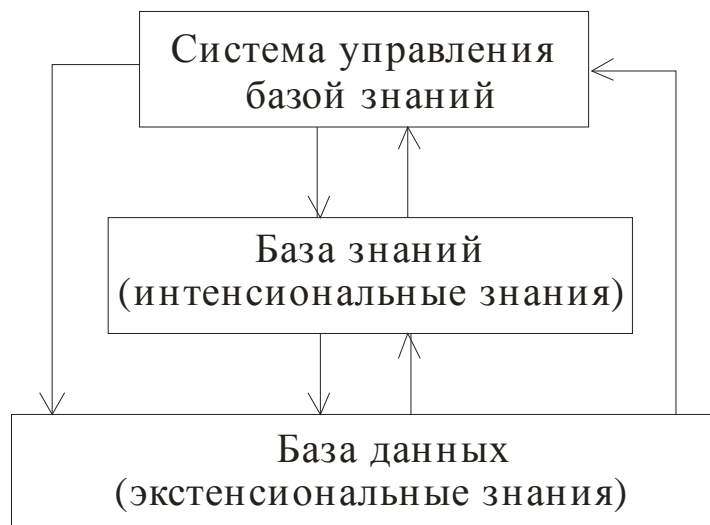 Система управления
базой знаний
База знаний
(интенсиональные знания)
База данных
(экстенсиональные знания)